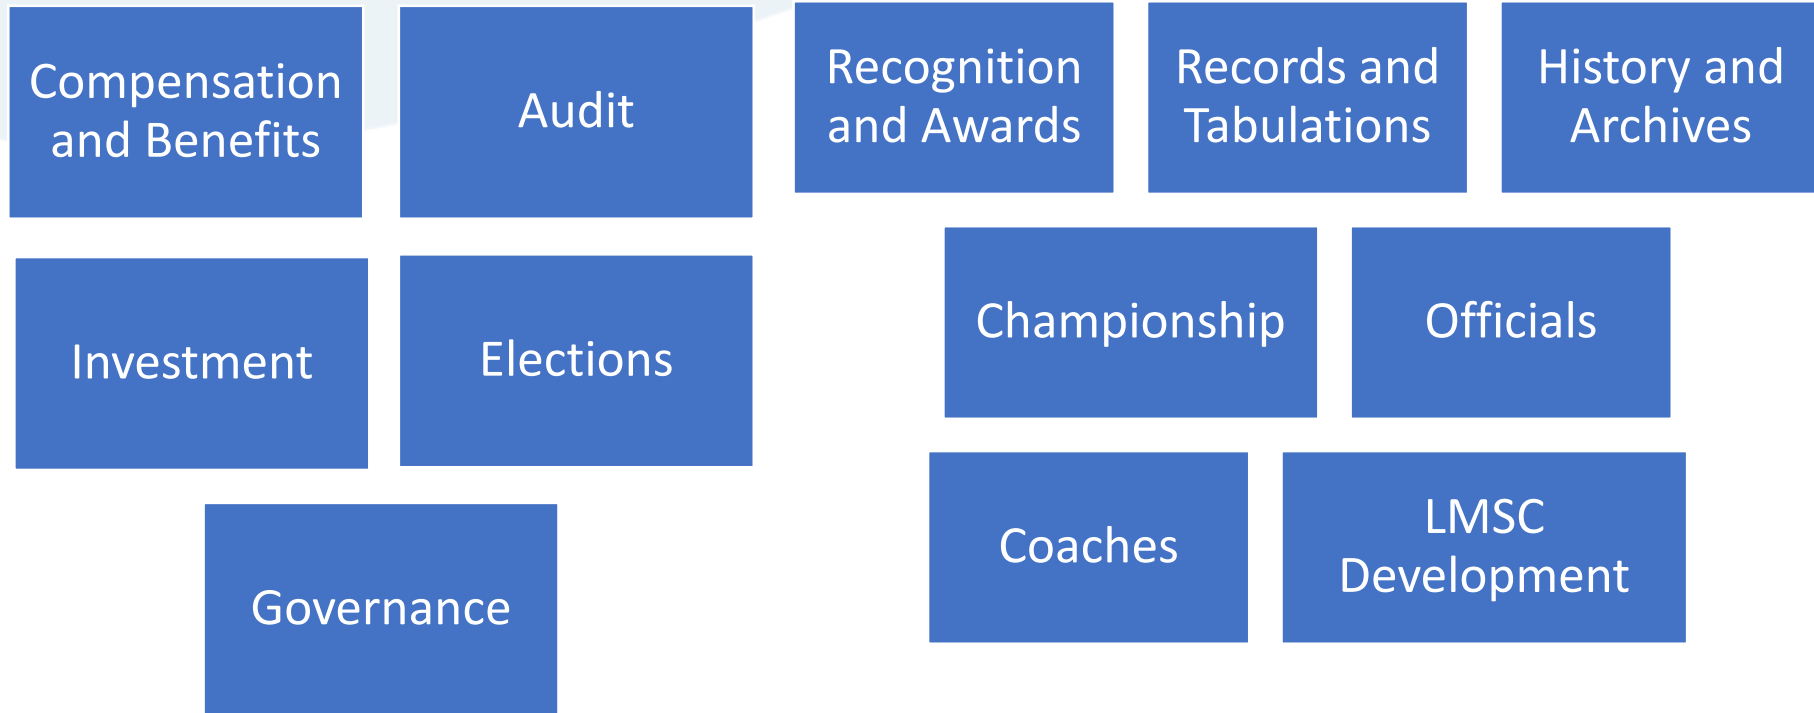 Compensation
and Benefits
Audit
Investment
Elections
Governance
Recognition
and Awards
Records and
Tabulations
History and
Archives
Championship
Officials
Coaches
LMSC
Development